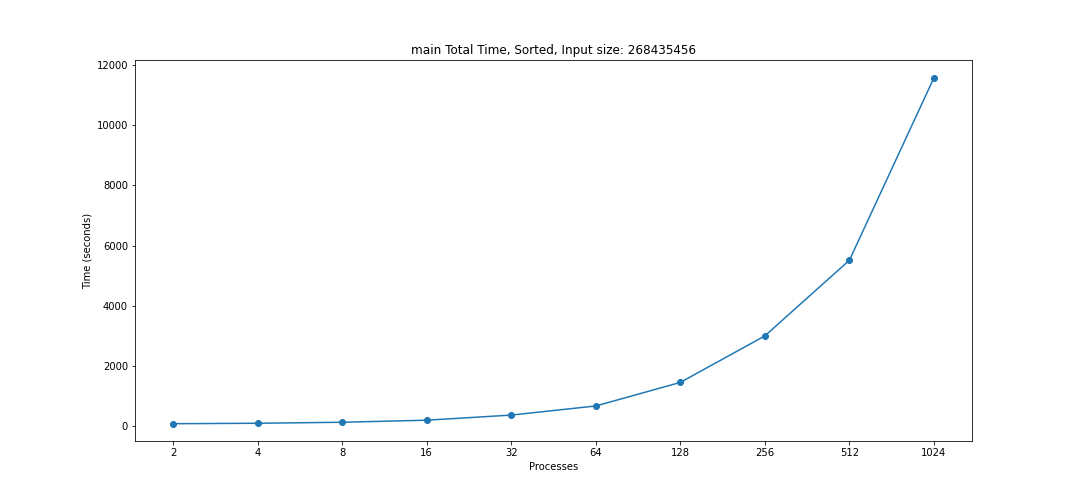 main Total Time, Sorted, Input size: 268435456
12000
10000
8000
6000
4000
2000
0
Time (seconds)
2 4 8 16 32 64 128 256 512 1024
Processes